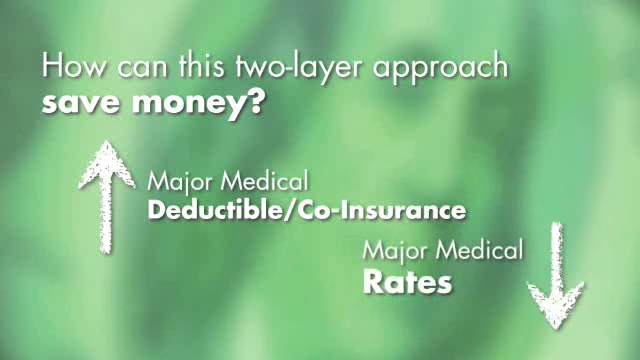 How can this two-layer approach
save money?
Major Medical
Deductible/Co-Insurance
Major Medical
Rates